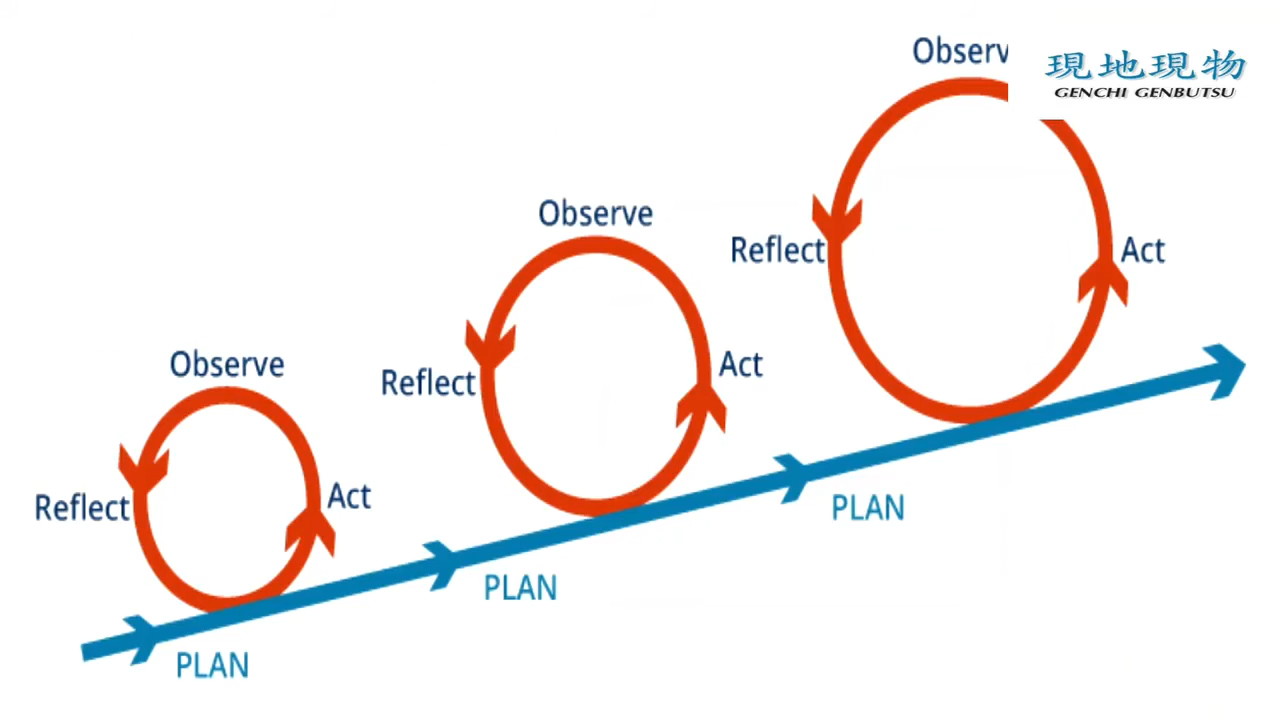 Observ
現地現物
GENCHI GENBUTSU
Observe
Reflect
Act
Observe
Reflect
Act
Observe
Reflect
Act
PLAN
PLAN
PLAN